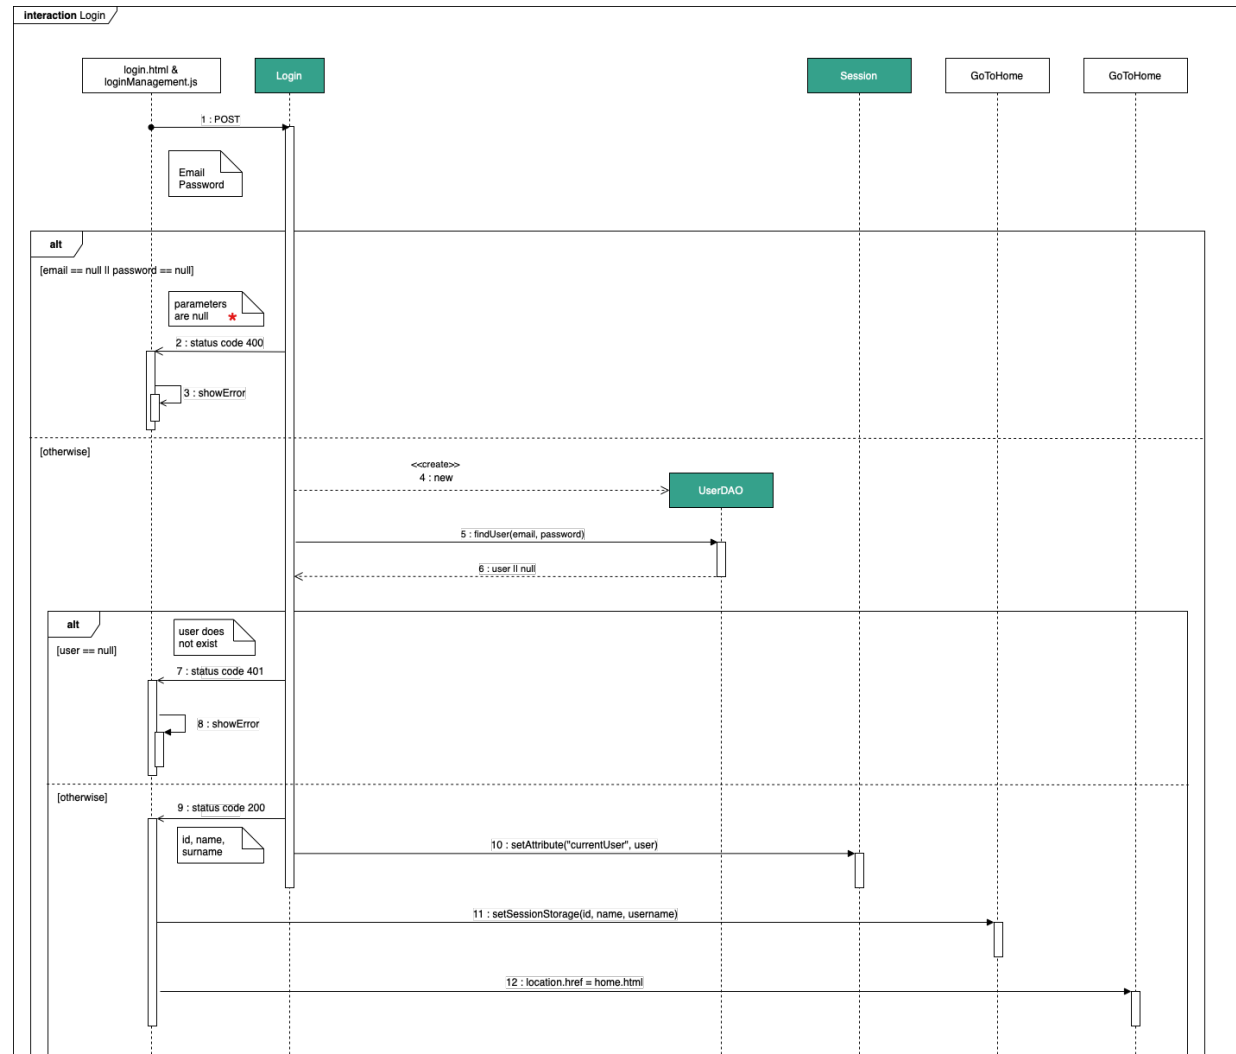 interaction Login
login.html &
loginManagement.js
Login
Session
GoToHome
GoToHome
1 : POST
Email
Password
alt
[email == null II password == null]
parameters
are null *
2 : status code 400
3 : showError
[otherwise]
<<create>>
4 : new
UserDAO
5 : findUser(email, password)
6 : user II null
alt
user does
not exist
[user == null]
7 : status code 401
8 : showError
[otherwise]
9 : status code 200
id, name,
surname
10 : setAttribute("currentUser", user)
11 : setSessionStorage(id, name, username)
12 : location.href = home.html